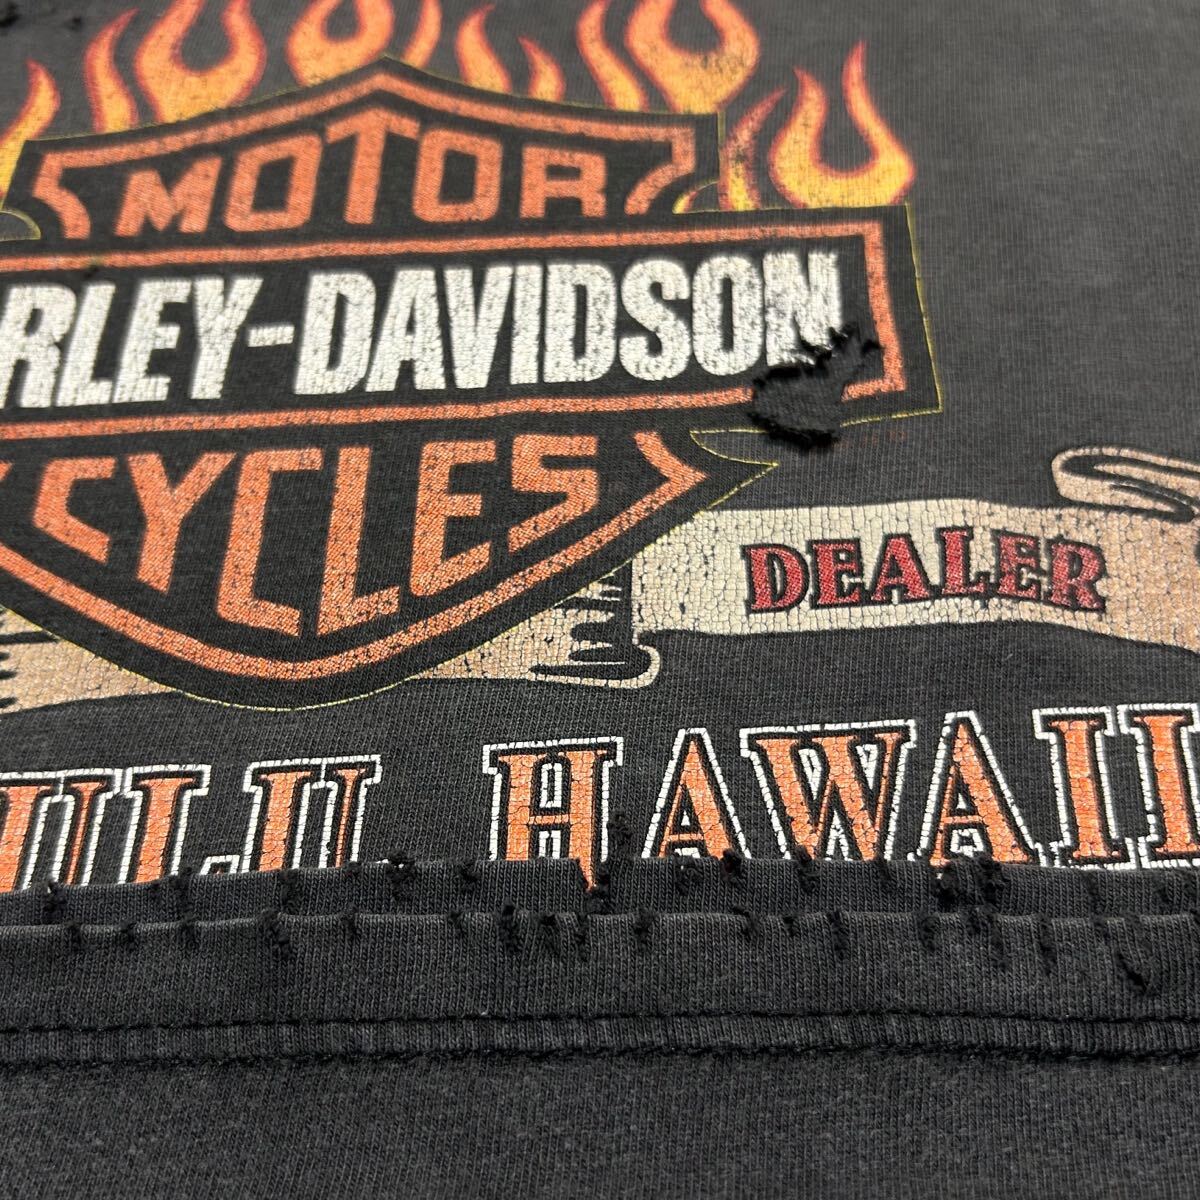 MOTOR
RLEY-DAVIDSON
CYCLES
DEALER
HAWAII